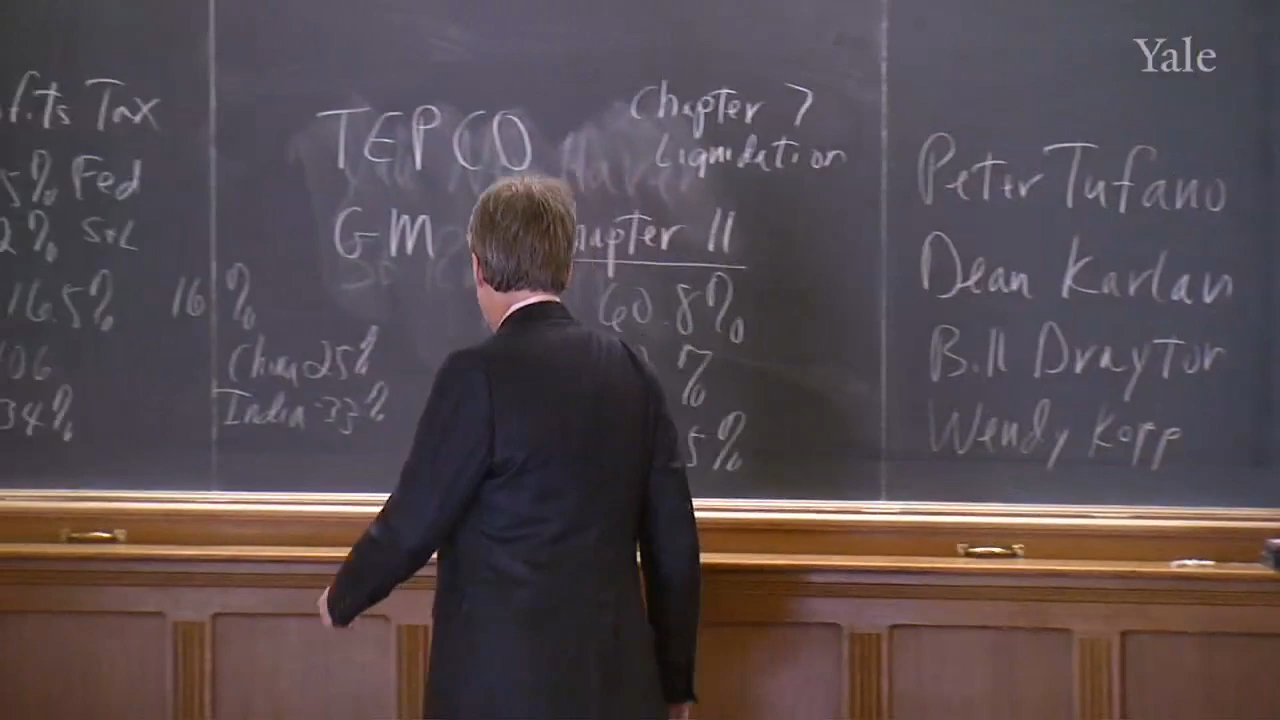 Yale
fits Tax
5% Fed
2% S+L
16.5%
06
34%
16 %
China 25%
India 33%
TEPCO
GM
Chapter 7
Liquidation
apter 11
60.8%
%
5%
Peter Tufano
Dean Karlan
Bill Drayton
Wendy Kopp